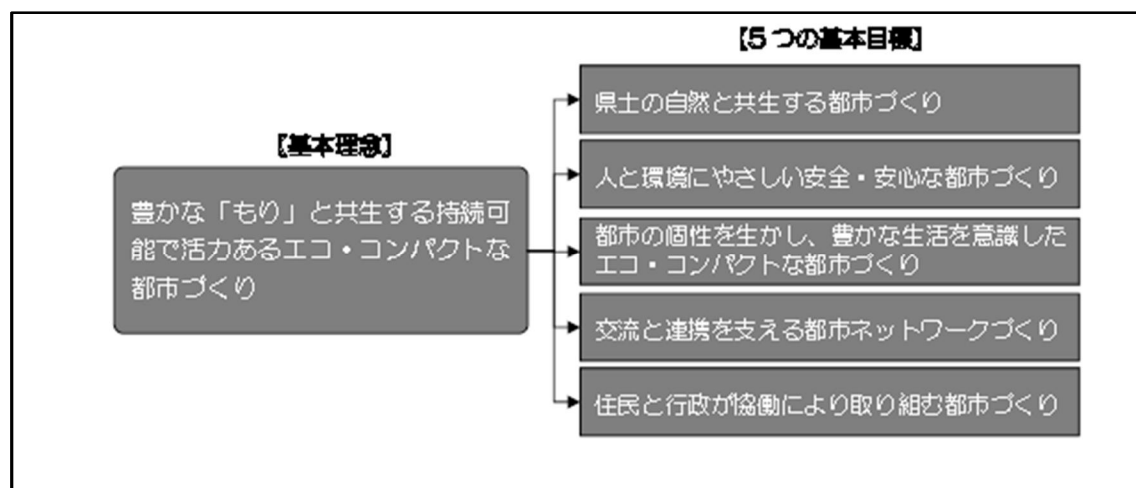 【基本理念】
豊かな「もり」と共生する持続可
能で活力あるエコ・コンパクトな
都市づくり
【5つの基本目標】
県土の自然と共生する都市づくり
人と環境にやさしい安全・安心な都市づくり
都市の個性を生かし、豊かな生活を意識した
エコ・コンパクトな都市づくり
交流と連携を支える都市ネットワークづくり
住民と行政が協働により取り組む都市づくり